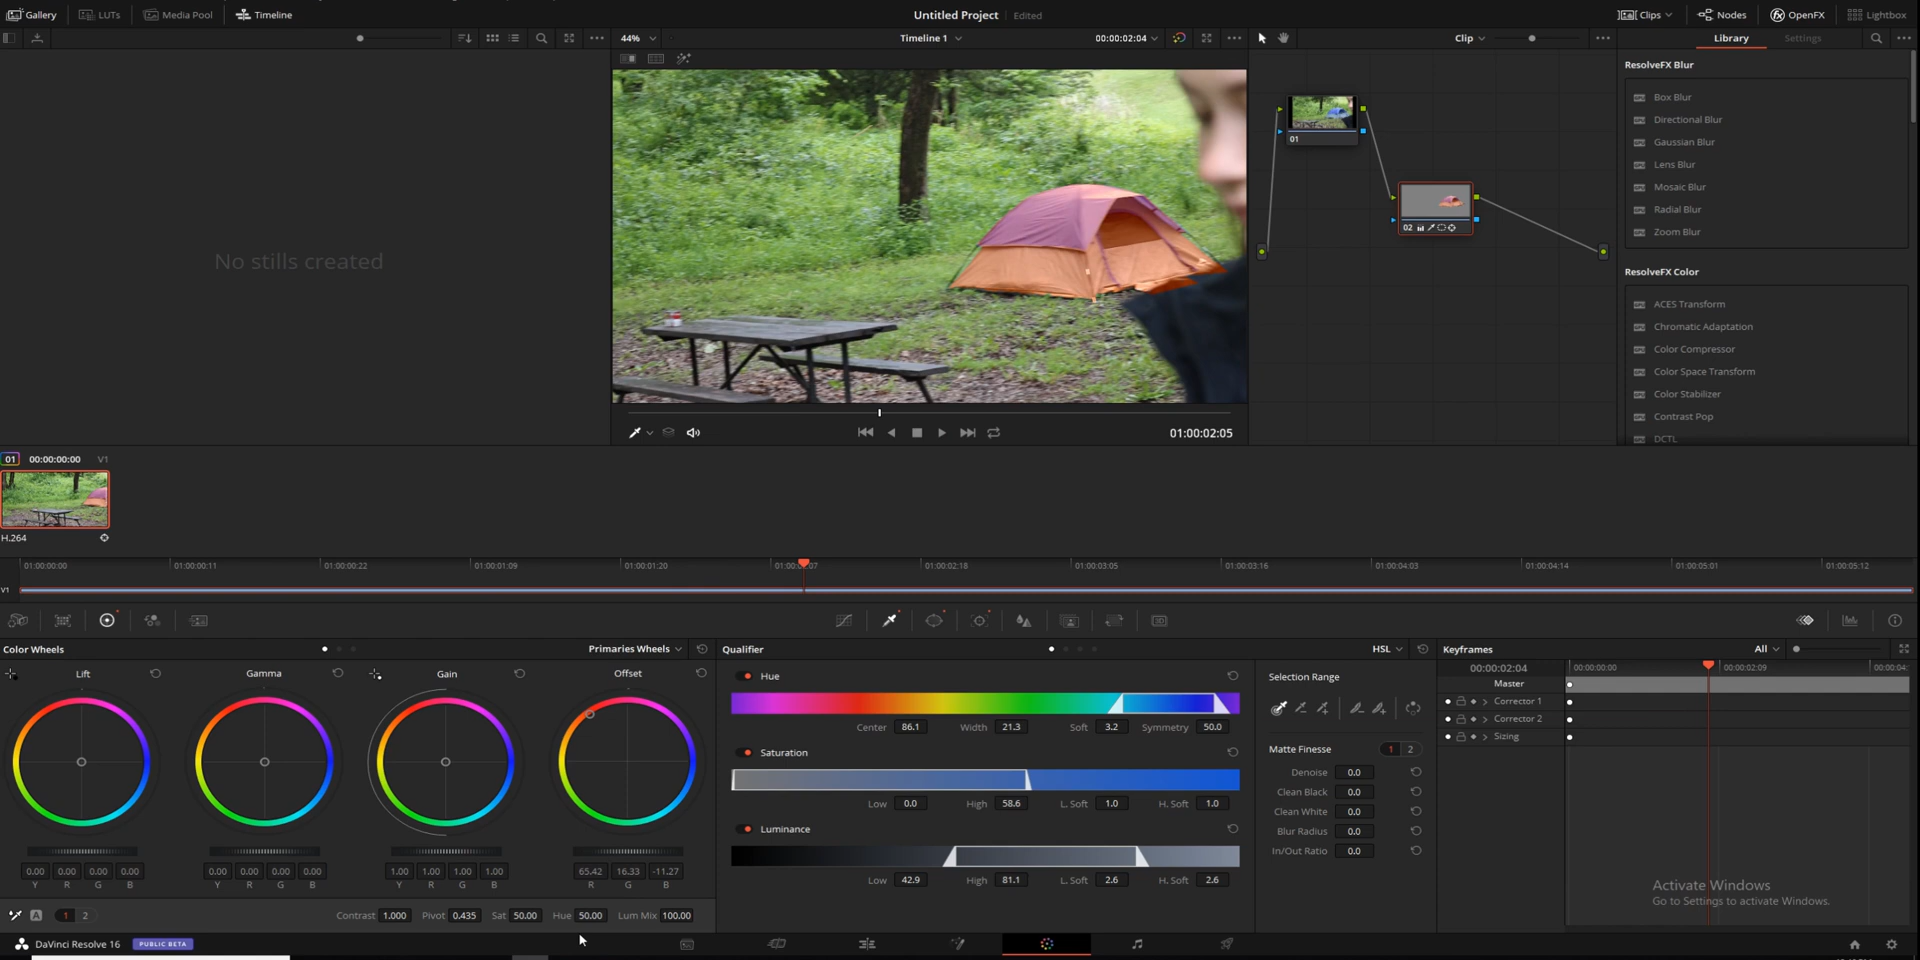 Gallery LUTs Media Pool Timeline Untitled Project Edited Clips Nodes OpenFX Lightbox
44% Timeline 1 00:00:02:04 Clip Library Settings
ResolveFX Blur
Box Blur
Directional Blur
Gaussian Blur
Lens Blur
Mosaic Blur
Radial Blur
Zoom Blur
ResolveFX Color
ACES Transform
Chromatic Adaptation
Color Compressor
Color Space Transform
Color Stabilizer
Contrast Pop
DCTL
01
02
No stills created
01:00:02:05
01 00:00:00:00 V1
H.264
01:00:00:00 01:00:00:11 01:00:00:22 01:00:01:09 01:00:01:20 01:00:02:18 01:00:03:05 01:00:03:16 01:00:04:03 01:00:04:14 01:00:05:01 01:00:05:12
V1
Color Wheels Primaries Wheels
Lift Gamma Gain Offset
0.00 0.00 0.00 0.00 0.00 0.00 0.00 0.00 1.00 1.00 1.00 1.00 65.42 16.33 -11.27
Y R G B Y R G B Y R G B R G B
A 1 2 Contrast 1.000 Pivot 0.435 Sat 50.00 Hue 50.00 Lum Mix 100.00
Qualifier HSL
Hue
Center 86.1 Width 21.3 Soft 3.2 Symmetry 50.0
Saturation
Low 0.0 High 58.6 L. Soft 1.0 H. Soft 1.0
Luminance
Low 42.9 High 81.1 L. Soft 2.6 H. Soft 2.6
Selection Range
Matte Finesse 1 2
Denoise 0.0
Clean Black 0.0
Clean White 0.0
Blur Radius 0.0
In/Out Ratio 0.0
Keyframes All
00:00:02:04 00:00:00:00 00:00:02:09 00:00:04:
Master
Corrector 1
Corrector 2
Sizing
Activate Windows
Go to Settings to activate Windows.
DaVinci Resolve 16 PUBLIC BETA